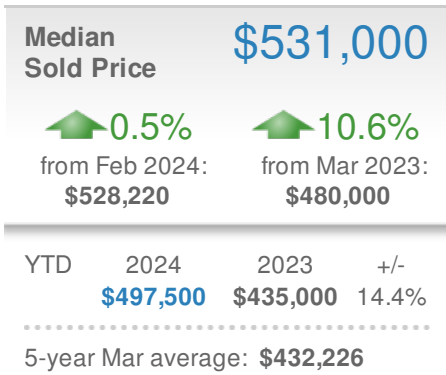 Median
Sold Price
$531,000
0.5%
from Feb 2024:
$528,220
10.6%
from Mar 2023:
$480,000
YTD 2024 2023 +/-
$497,500 $435,000 14.4%
5-year Mar average: $432,226